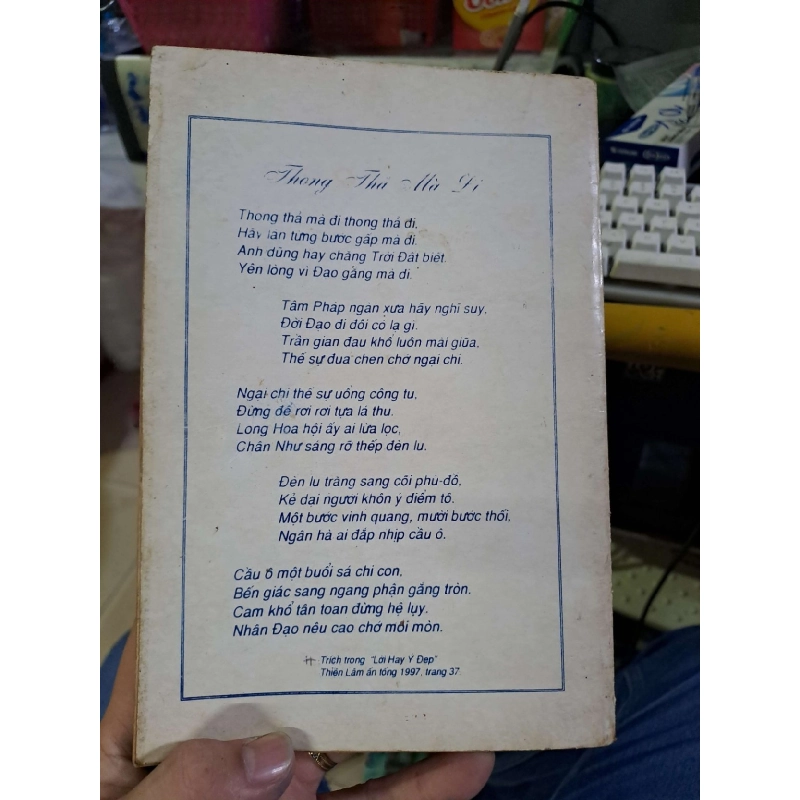 Thong Thả Mà Đi
Thong thả mà đi thong thả đi,
Hãy lần từng bước gấp mà đi.
Anh dũng hay chăng Trời Đất biết.
Yên lòng vì Đạo gắng mà đi.
Tâm Pháp ngàn xưa hãy nghĩ suy,
Đời Đạo đi đôi có lạ gì.
Trần gian đau khổ luôn mài giũa,
Thế sự đua chen chớ ngại chi.
Ngại chi thế sự uổng công tu,
Đừng để rơi rơi tựa lá thu.
Long Hoa hội ấy ai lừa lọc,
Chân Như sáng rỡ thếp đèn lu.
Đèn lu trăng sang cõi phù-đồ,
Kẻ dại người khôn ý điểm tô.
Một bước vinh quang, mười bước thối,
Ngân hà ai đắp nhịp cầu ô.
Cầu ô một buổi sá chi con,
Bến giác sang ngang phận gắng tròn.
Cam khổ tân toan đừng hệ lụy.
Nhân Đạo nêu cao chớ mỏi mòn.
Trích trong "Lời Hay Ý Đẹp"
Thiên Lâm ấn tống 1997, trang 37